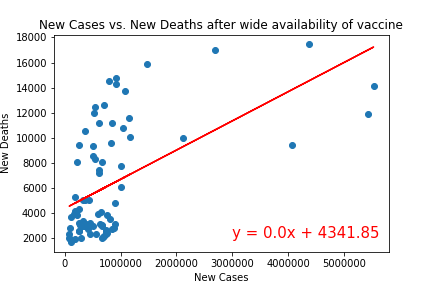 New Cases vs. New Deaths after wide availability of vaccine
18000
16000
14000
12000
10000
8000
6000
4000
2000
New Deaths
y = 0.0x + 4341.85
0 1000000 2000000 3000000 4000000 5000000
New Cases